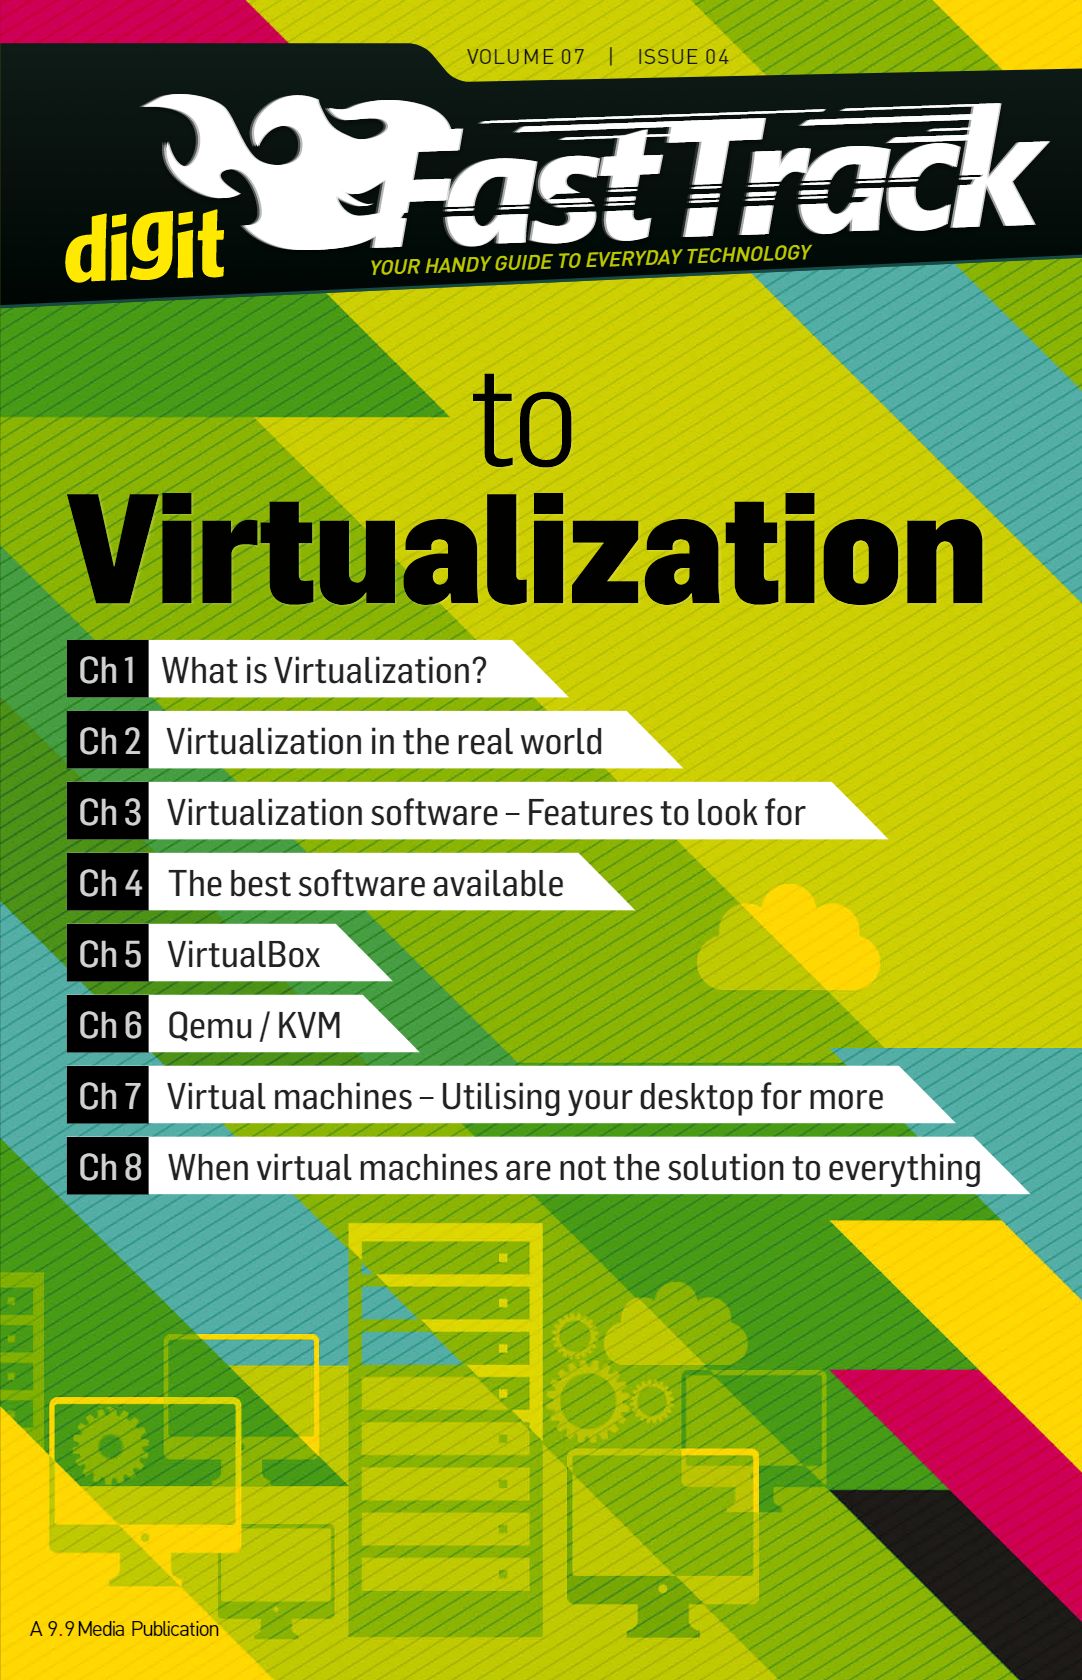 VOLUME 07 | ISSUE 04
digit
FastTrack
YOUR HANDY GUIDE TO EVERYDAY TECHNOLOGY
to
Virtualization
Ch 1 What is Virtualization?
Ch 2 Virtualization in the real world
Ch 3 Virtualization software – Features to look for
Ch 4 The best software available
Ch 5 VirtualBox
Ch 6 Qemu / KVM
Ch 7 Virtual machines – Utilising your desktop for more
Ch 8 When virtual machines are not the solution to everything
A 9.9 Media Publication